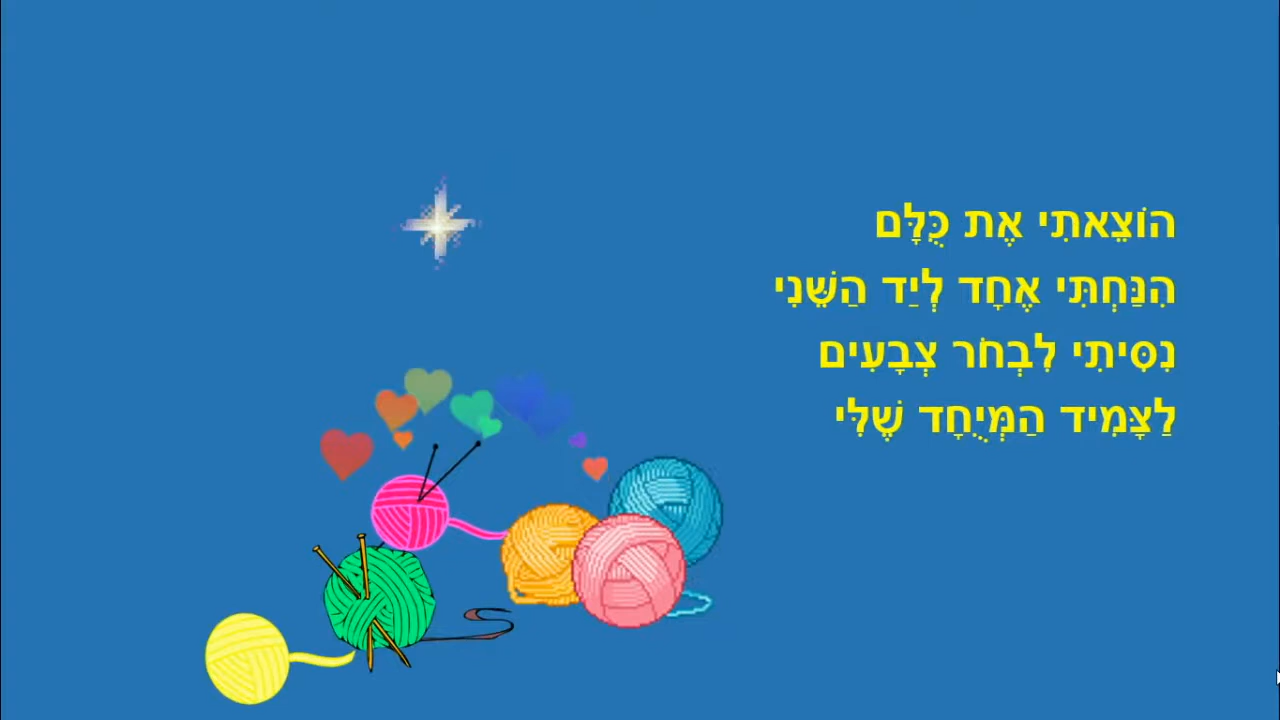 הוֹצֵאתִי אֶת כֻּלָּם
הִנַּחְתִּי אֶחָד לְיַד הַשֵּׁנִי
נִסִּיתִי לִבְחֹר צְבָעִים
לַצָּמִיד הַמְּיֻחָד שֶׁלִּי